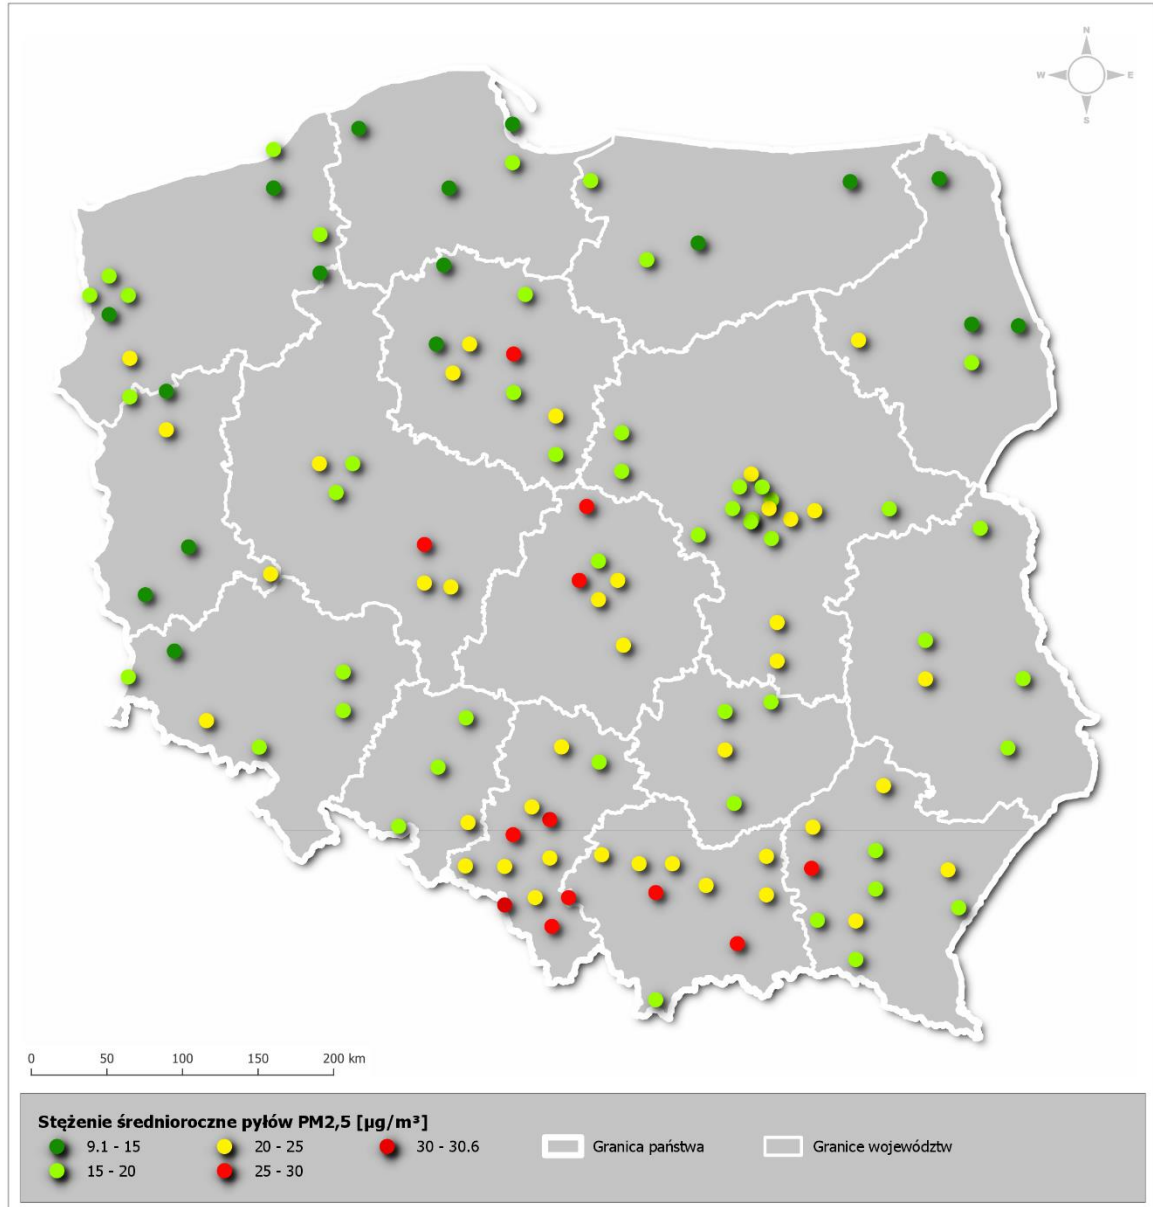 N
W E
S
0 50 100 150 200 km
Stężenie średnioroczne pyłów PM2,5 [µg/m³]
9.1 - 15 20 - 25 30 - 30.6 Granica państwa Granice województw
15 - 20 25 - 30